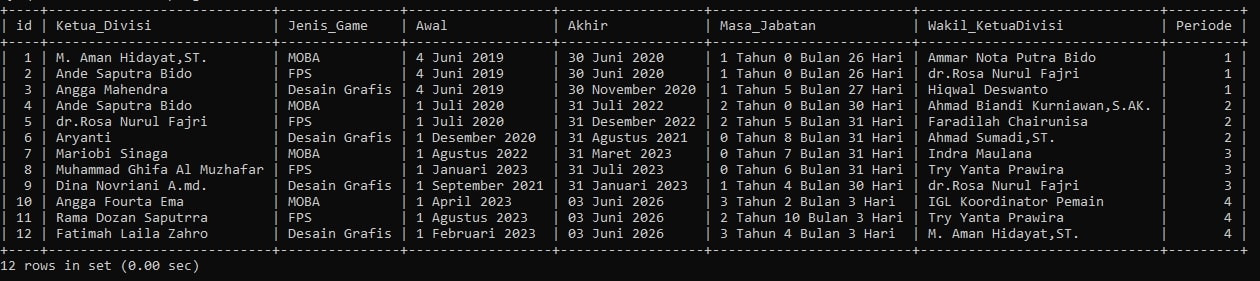 | id | Ketua_Divisi | Jenis_Game | Awal | Akhir | Masa_Jabatan | Wakil_KetuaDivisi | Periode |
| 1 | M. Aman Hidayat,ST. | MOBA | 4 Juni 2019 | 30 Juni 2020 | 1 Tahun 0 Bulan 26 Hari | Ammar Nota Putra Bido | 1 |
| 2 | Ande Saputra Bido | FPS | 4 Juni 2019 | 30 Juni 2020 | 1 Tahun 0 Bulan 26 Hari | dr.Rosa Nurul Fajri | 1 |
| 3 | Angga Mahendra | Desain Grafis | 4 Juni 2019 | 30 November 2020 | 1 Tahun 5 Bulan 27 Hari | Hiqwal Deswanto | 1 |
| 4 | Ande Saputra Bido | MOBA | 1 Juli 2020 | 31 Juli 2022 | 2 Tahun 0 Bulan 30 Hari | Ahmad Biandi Kurniawan,S.AK. | 2 |
| 5 | dr.Rosa Nurul Fajri | FPS | 1 Juli 2020 | 31 Desember 2022 | 2 Tahun 5 Bulan 31 Hari | Faradilah Chairunisa | 2 |
| 6 | Aryanti | Desain Grafis | 1 Desember 2020 | 31 Agustus 2021 | 0 Tahun 8 Bulan 31 Hari | Ahmad Sumadi,ST. | 2 |
| 7 | Mariobi Sinaga | MOBA | 1 Agustus 2022 | 31 Maret 2023 | 0 Tahun 7 Bulan 31 Hari | Indra Maulana | 3 |
| 8 | Muhammad Ghifa Al Muzhafar | FPS | 1 Januari 2023 | 31 Juli 2023 | 0 Tahun 6 Bulan 31 Hari | Try Yanta Prawira | 3 |
| 9 | Dina Novriani A.md. | Desain Grafis | 1 September 2021 | 31 Januari 2023 | 1 Tahun 4 Bulan 30 Hari | dr.Rosa Nurul Fajri | 3 |
| 10 | Angga Fourta Ema | MOBA | 1 April 2023 | 03 Juni 2026 | 3 Tahun 2 Bulan 3 Hari | IGL Koordinator Pemain | 4 |
| 11 | Rama Dozan Saputrra | FPS | 1 Agustus 2023 | 03 Juni 2026 | 2 Tahun 10 Bulan 3 Hari | Try Yanta Prawira | 4 |
| 12 | Fatimah Laila Zahro | Desain Grafis | 1 Februari 2023 | 03 Juni 2026 | 3 Tahun 4 Bulan 3 Hari | M. Aman Hidayat,ST. | 4 |
12 rows in set (0.00 sec)